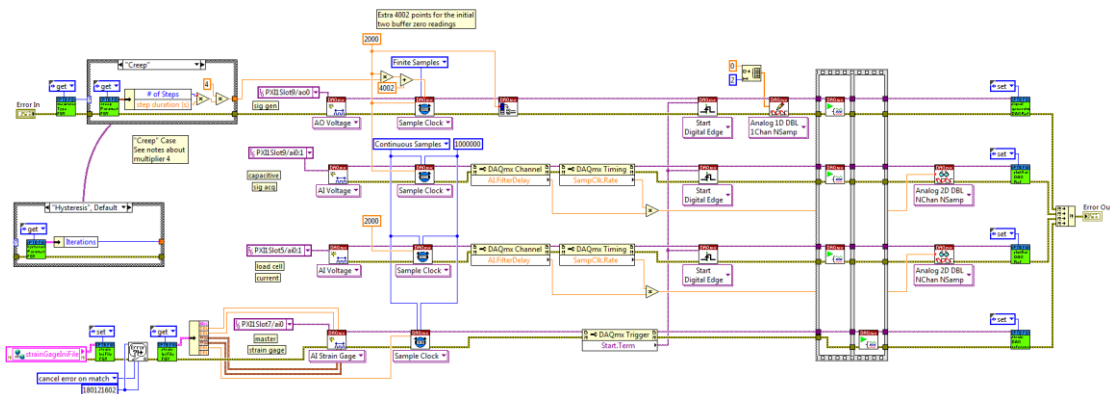 Extra 4002 points for the initial
two buffer zero readings
2000
Finite Samples
"Creep"
get
get
# of Steps
step duration (s)
4
4002
Error In
PXI1Slot9/ao0
sig gen
AO Voltage
Sample Clock
Start
Digital Edge
0
2
Analog 1D DBL
1Chan NSamp
set
"Creep" Case
See notes about
multiplier 4
Continuous Samples
1000000
PXI1Slot9/ai0:1
capacitive
sig acq
AI Voltage
Sample Clock
DAQmx Channel
AI.FilterDelay
DAQmx Timing
SampClk.Rate
Start
Digital Edge
Analog 2D DBL
NChan NSamp
set
"Hysteresis", Default
get
Iterations
2000
PXI1Slot5/ai0:1
load cell
current
AI Voltage
Sample Clock
DAQmx Channel
AI.FilterDelay
DAQmx Timing
SampClk.Rate
Start
Digital Edge
Analog 2D DBL
NChan NSamp
set
Error Out
strainGageIniFile
set
get
PXI1Slot7/ai0
master
strain gage
AI Strain Gage
Sample Clock
DAQmx Trigger
Start.Term
set
cancel error on match
180121602